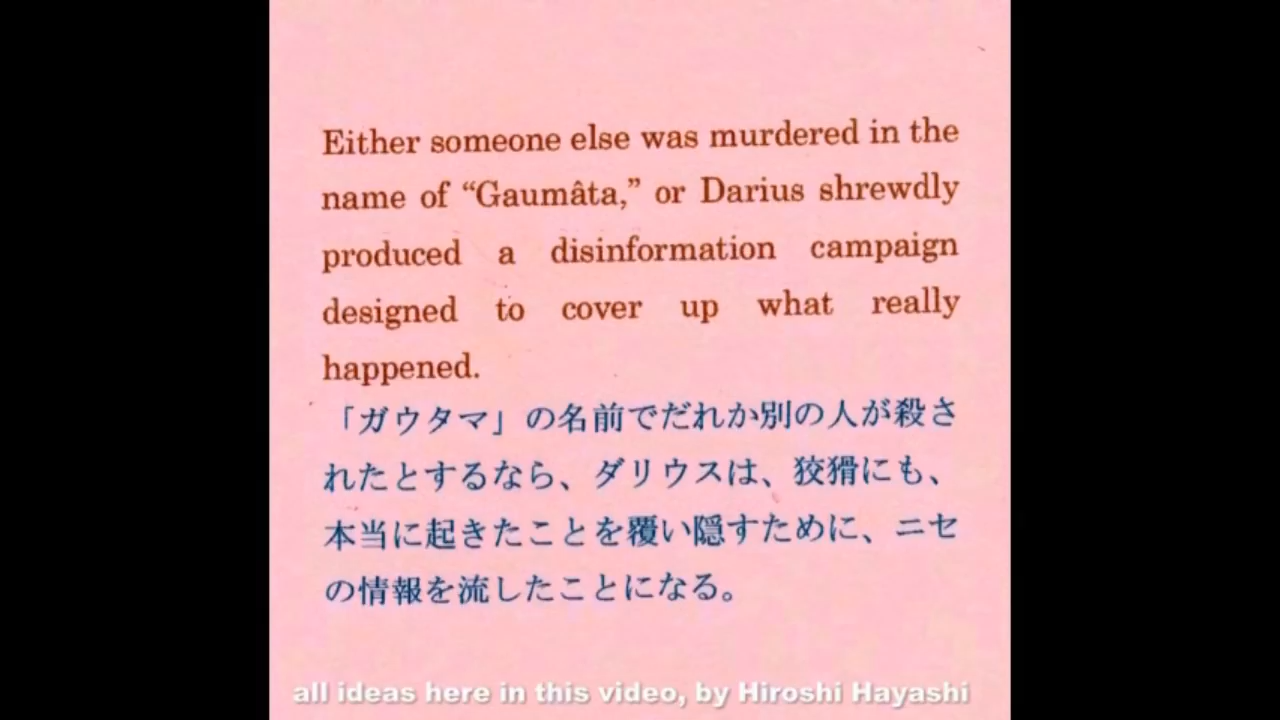 Either someone else was murdered in the
name of “Gaumâta,” or Darius shrewdly
produced a disinformation campaign
designed to cover up what really
happened.
「ガウタマ」の名前でだれか別の人が殺さ
れたとするなら、ダリウスは、狡猾にも、
本当に起きたことを覆い隠すために、ニセ
の情報を流したことになる。
all ideas here in this video, by Hiroshi Hayashi